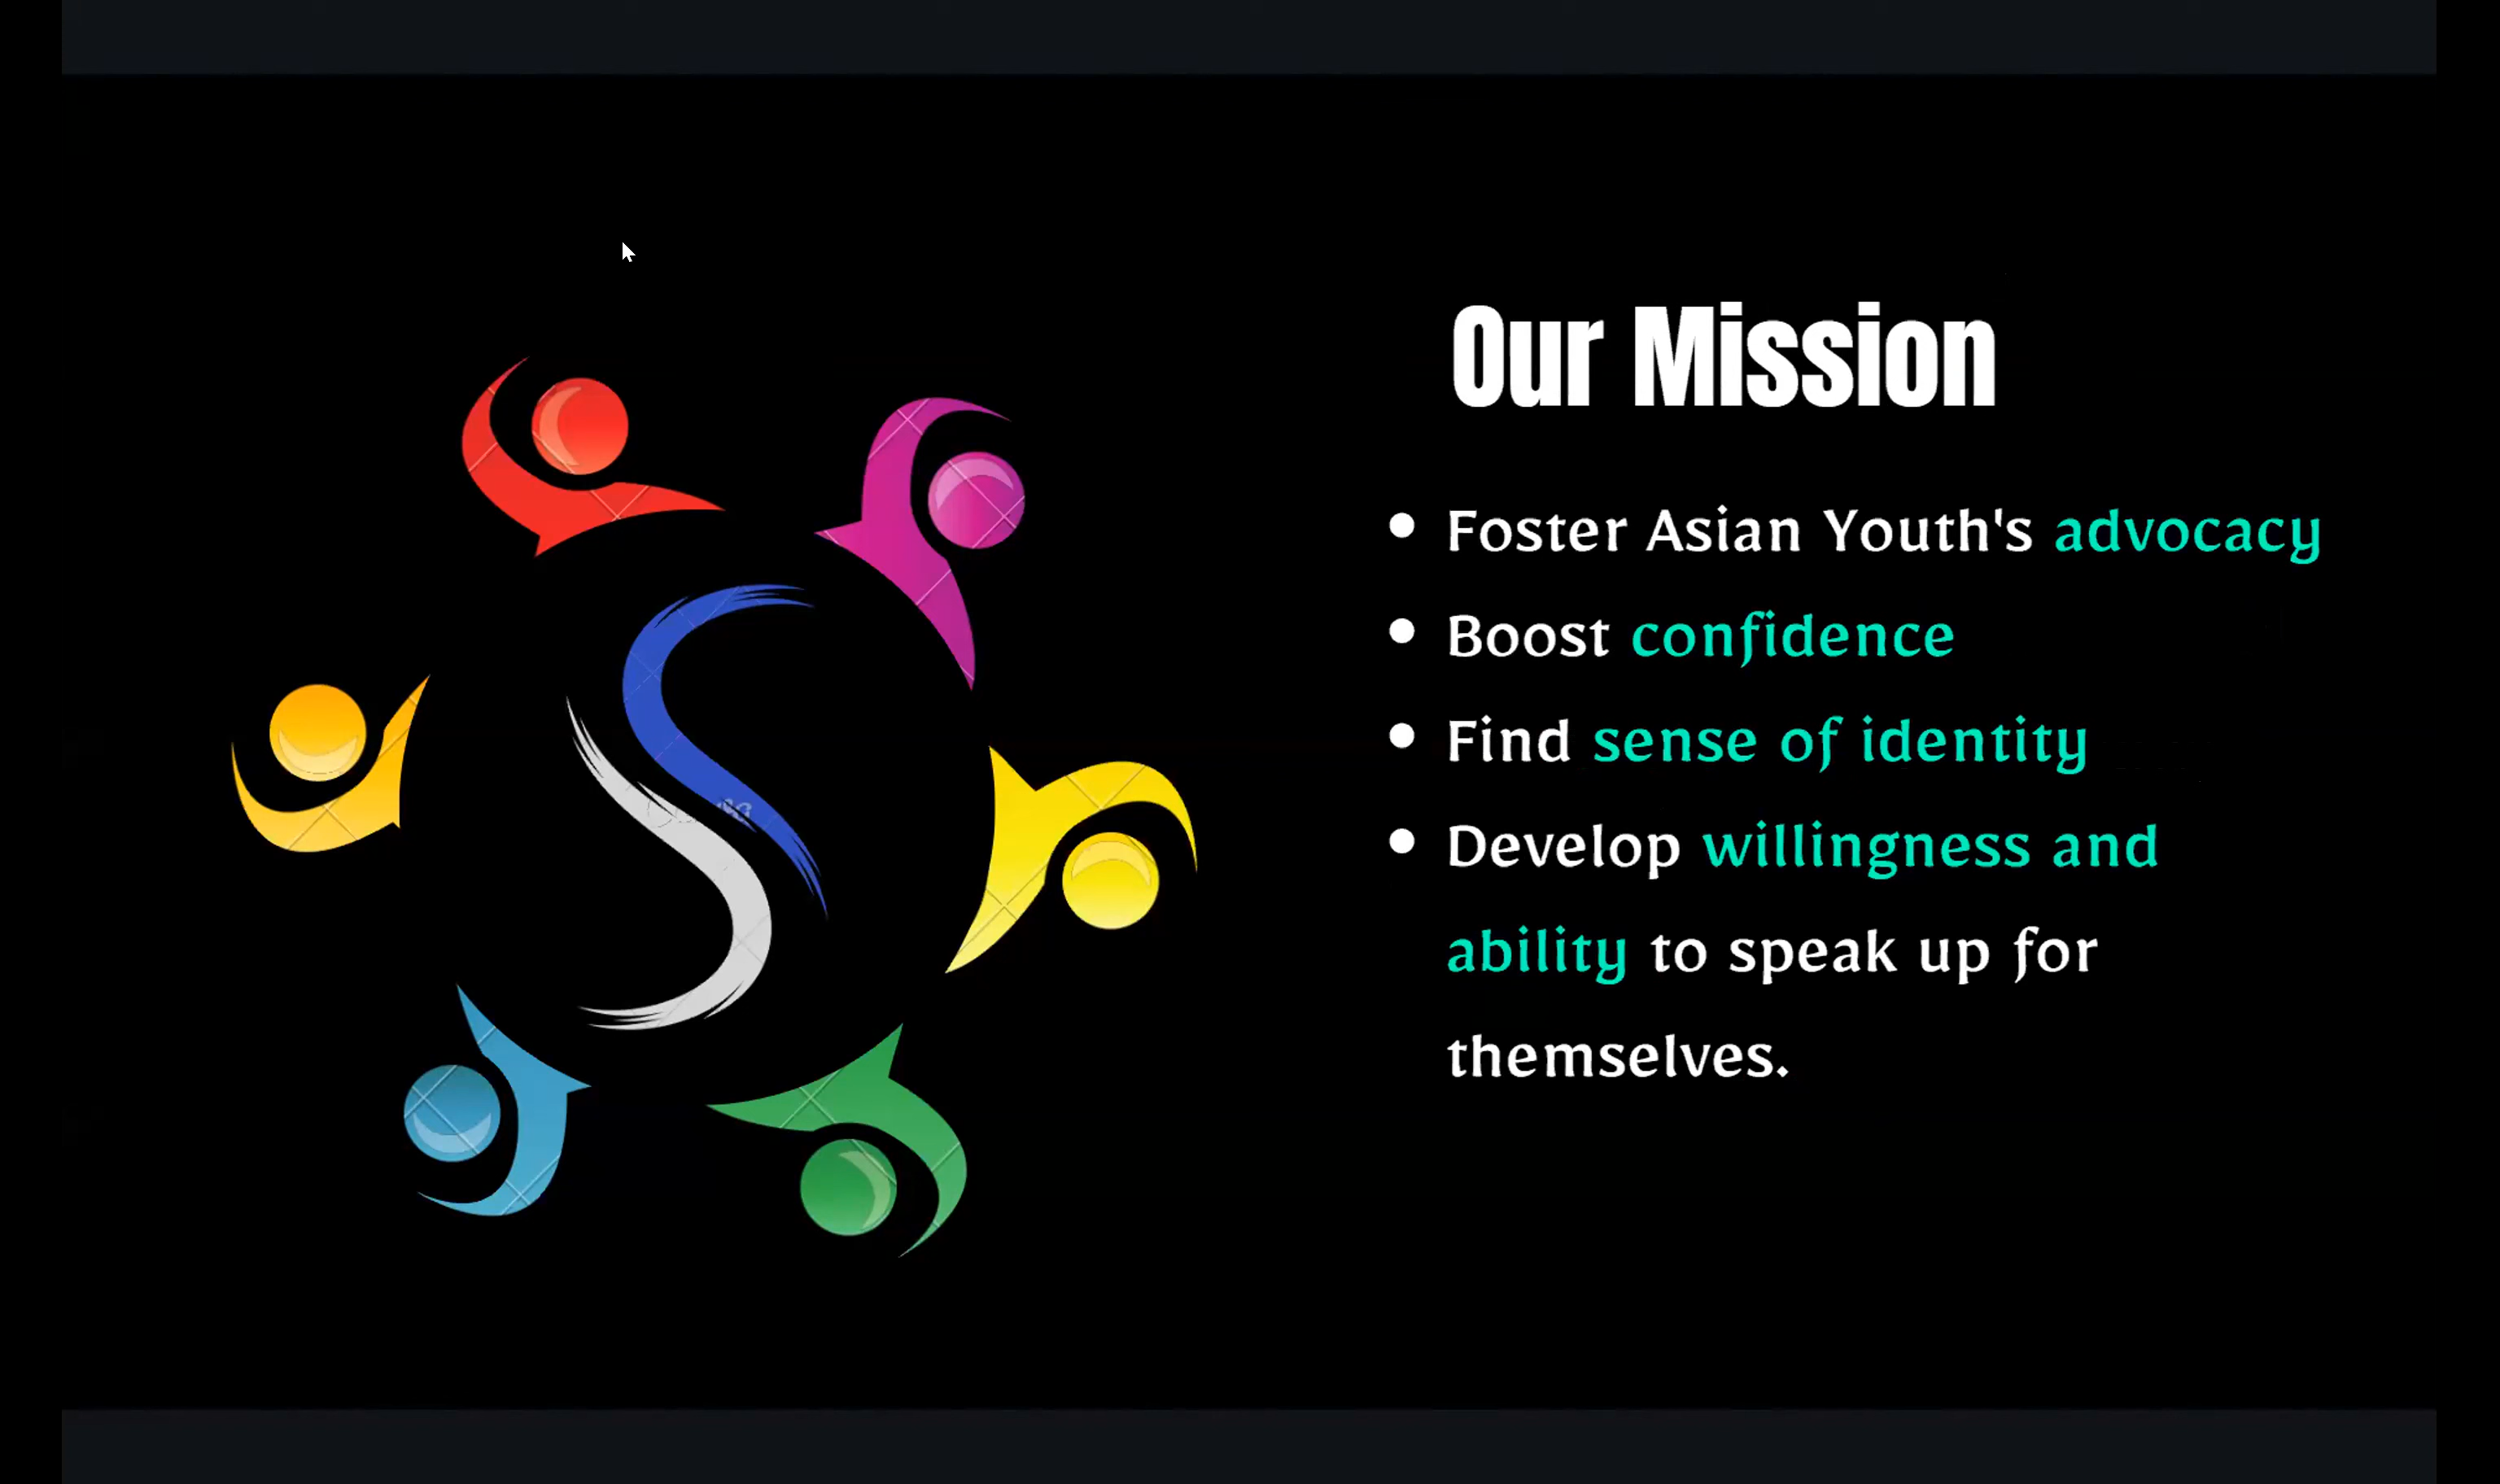 Our Mission
Foster Asian Youth's advocacy
Boost confidence
Find sense of identity
Develop willingness and
ability to speak up for
themselves.